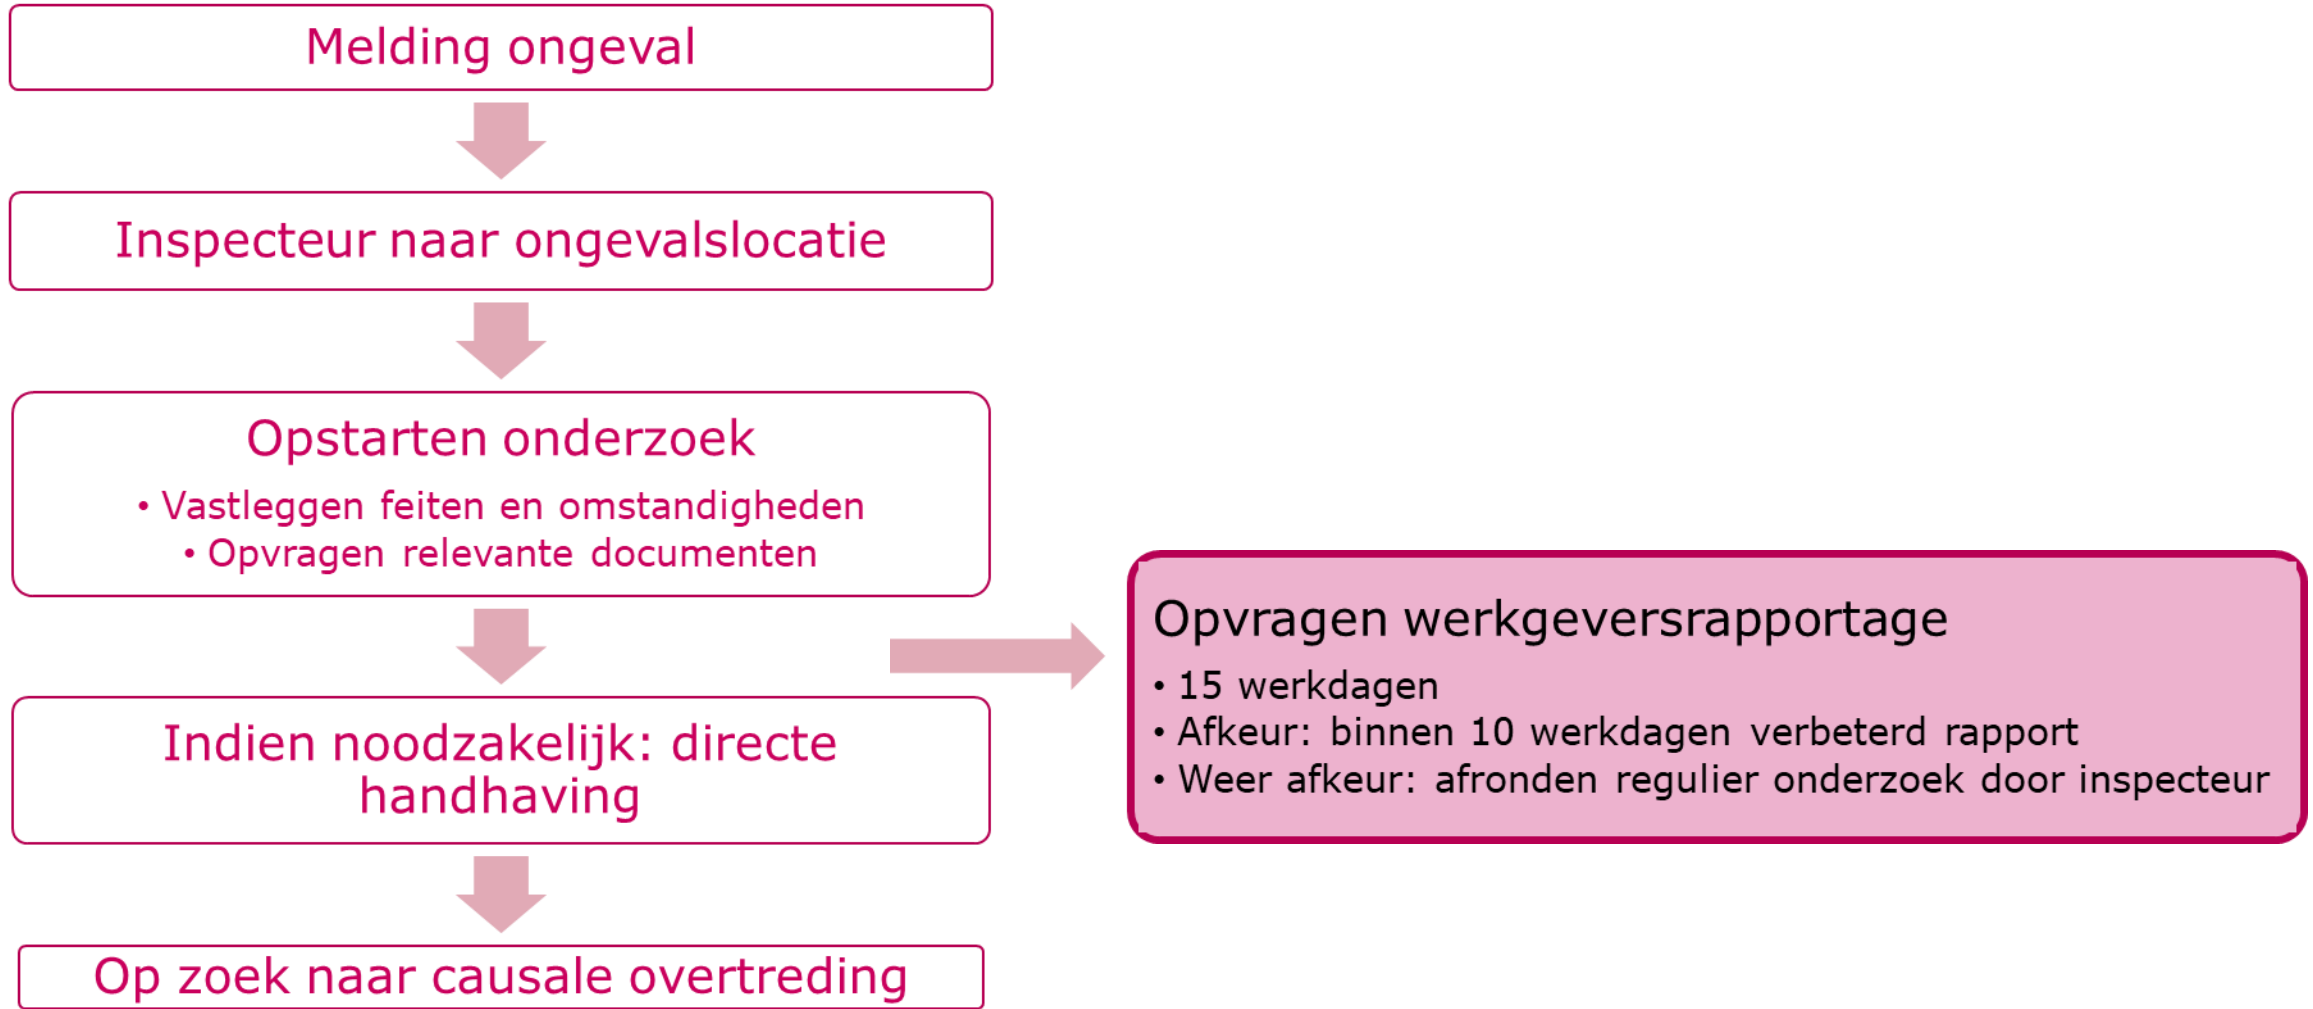 Melding ongeval
Inspecteur naar ongevalslocatie
Opstarten onderzoek
• Vastleggen feiten en omstandigheden
• Opvragen relevante documenten
Indien noodzakelijk: directe
handhaving
Op zoek naar causale overtreding
Opvragen werkgeversrapportage
• 15 werkdagen
• Afkeur: binnen 10 werkdagen verbeterd rapport
• Weer afkeur: afronden regulier onderzoek door inspecteur